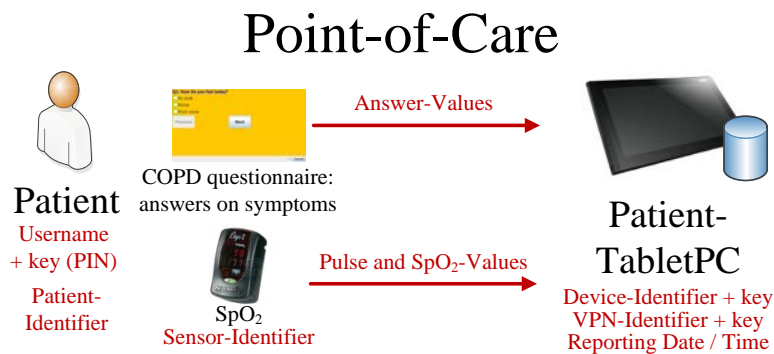 Point-of-Care
Answer-Values
Next
COPD questionnaire:
answers on symptoms
Patient
Username
+ key (PIN)
Patient-
Identifier
Pulse and SpO₂-Values
SpO₂
Sensor-Identifier
Patient-
TabletPC
Device-Identifier + key
VPN-Identifier + key
Reporting Date / Time